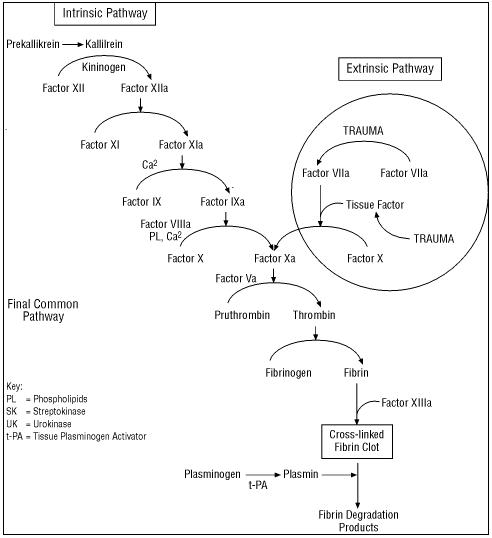 Intrinsic Pathway
Prekallikrein
Kallilrein
Kininogen
Factor XII
Factor XIIa
Extrinsic Pathway
TRAUMA
Factor XI
Factor XIa
Ca2
Factor VIIa
Factor VIIa
Factor IX
Factor IXa
Tissue Factor
Factor VIIIa
PL, Ca2
TRAUMA
Factor X
Factor Xa
Factor X
Factor Va
Final Common
Pathway
Pruthrombin
Thrombin
Fibrinogen
Fibrin
Key:
PL = Phospholipids
SK = Streptokinase
UK = Urokinase
t-PA = Tissue Plasminogen Activator
Factor XIIIa
Cross-linked
Fibrin Clot
Plasminogen
t-PA
Plasmin
Fibrin Degradation
Products